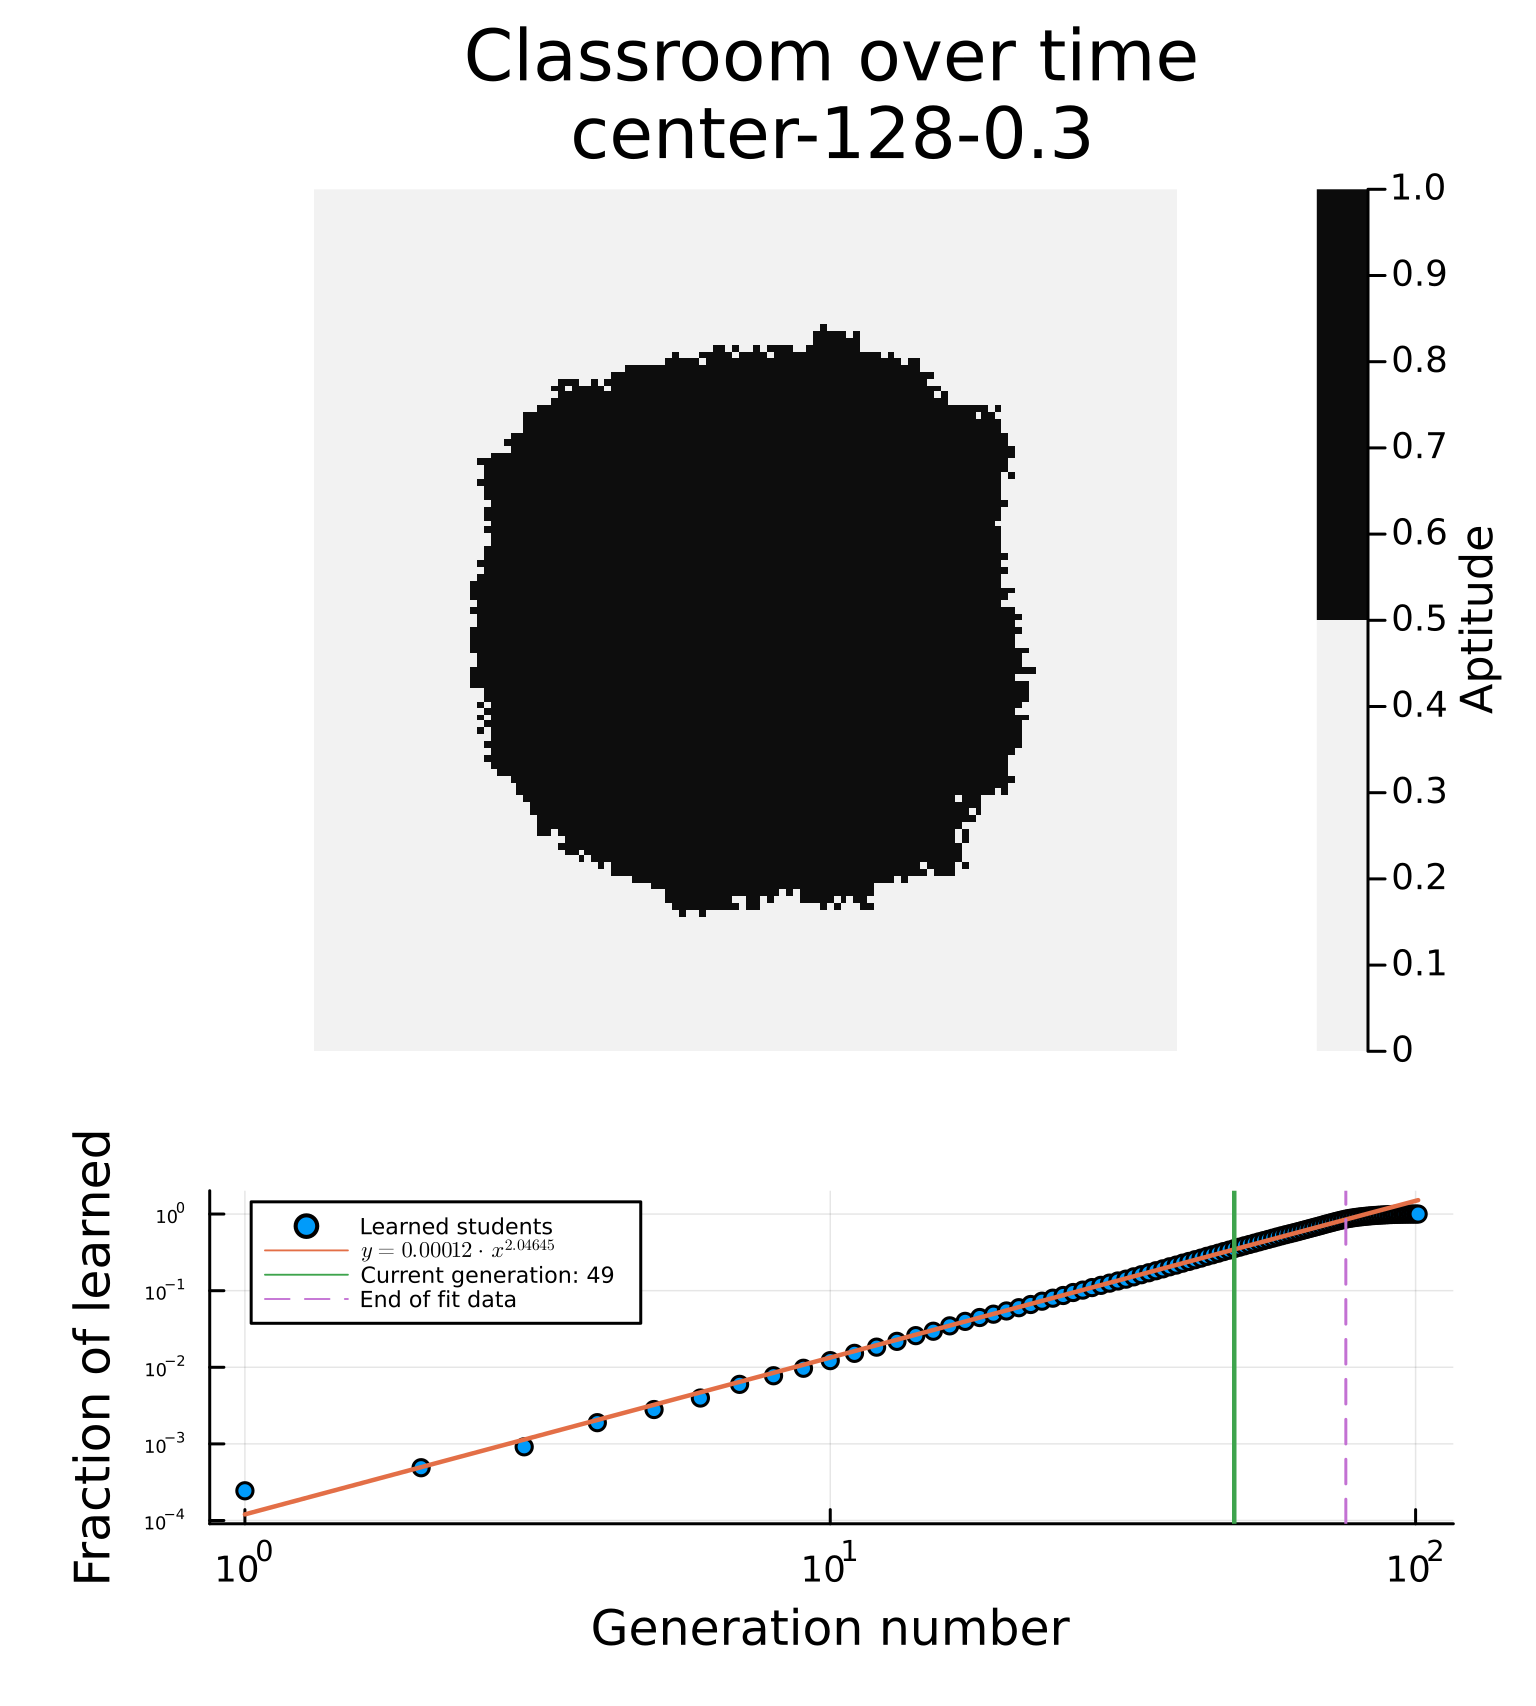 Classroom over time
center-128-0.3
1.0
0.9
0.8
0.7
0.6
0.5
0.4
0.3
0.2
0.1
0
Aptitude
Fraction of learned
10⁰
10⁻¹
10⁻²
10⁻³
10⁻⁴
Learned students
y = 0.00012 · x^{2.04645}
Current generation: 49
End of fit data
10⁰ 10¹ 10²
Generation number